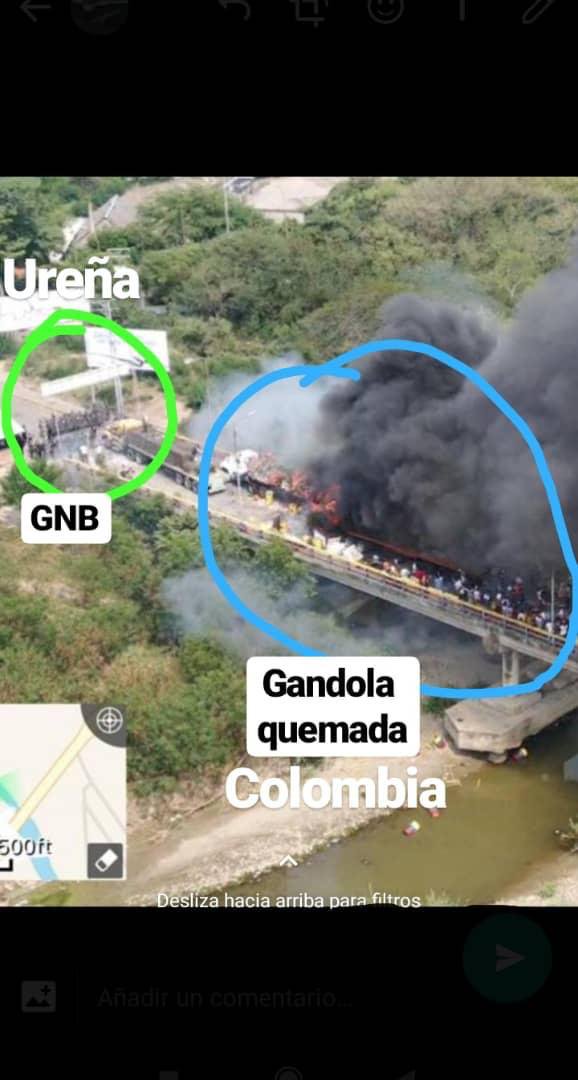 Ureña
GNB
Gandola
quemada
Colombia
500ft
Desliza hacia arriba para filtros
Añadir un comentario...